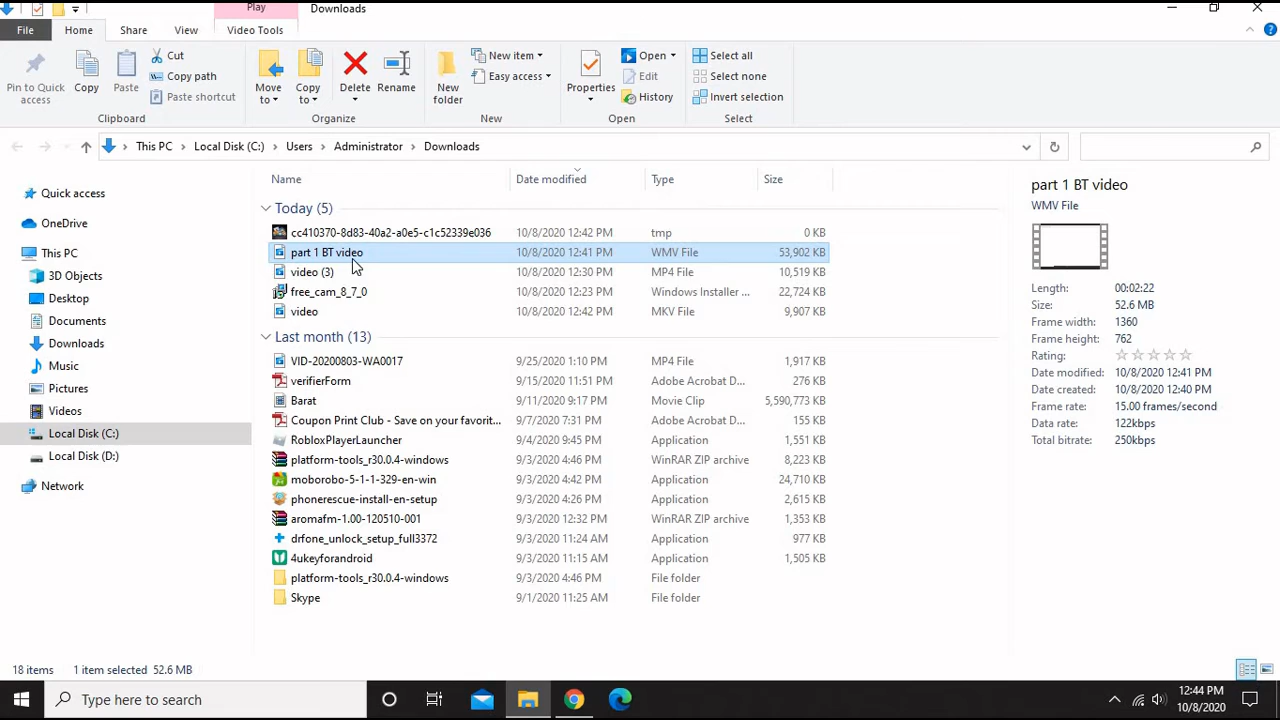 Play
Downloads
File
Home
Share
View
Video Tools
Pin to Quick access
Copy
Paste
Cut
Copy path
Paste shortcut
Clipboard
Move to
Copy to
Delete
Rename
Organize
New folder
New item
Easy access
New
Properties
Open
Edit
History
Open
Select all
Select none
Invert selection
Select
This PC
Local Disk (C:)
Users
Administrator
Downloads
Quick access
OneDrive
This PC
3D Objects
Desktop
Documents
Downloads
Music
Pictures
Videos
Local Disk (C:)
Local Disk (D:)
Network
Name Date modified Type Size
Today (5)
cc410370-8d83-40a2-a0e5-c1c52339e036 10/8/2020 12:42 PM tmp 0 KB
part 1 BT video 10/8/2020 12:41 PM WMV File 53,902 KB
video (3) 10/8/2020 12:30 PM MP4 File 10,519 KB
free_cam_8_7_0 10/8/2020 12:23 PM Windows Installer ... 22,724 KB
video 10/8/2020 12:42 PM MKV File 9,907 KB
Last month (13)
VID-20200803-WA0017 9/25/2020 1:10 PM MP4 File 1,917 KB
verifierForm 9/15/2020 11:51 PM Adobe Acrobat D... 276 KB
Barat 9/11/2020 9:17 PM Movie Clip 5,590,773 KB
Coupon Print Club - Save on your favorit... 9/7/2020 7:31 PM Adobe Acrobat D... 155 KB
RobloxPlayerLauncher 9/4/2020 9:45 PM Application 1,551 KB
platform-tools_r30.0.4-windows 9/3/2020 4:46 PM WinRAR ZIP archive 8,223 KB
moborobo-5-1-1-329-en-win 9/3/2020 4:42 PM Application 24,710 KB
phonerescue-install-en-setup 9/3/2020 4:26 PM Application 2,615 KB
aromafm-1.00-120510-001 9/3/2020 12:32 PM WinRAR ZIP archive 1,353 KB
drfone_unlock_setup_full3372 9/3/2020 11:24 AM Application 977 KB
4ukeyforandroid 9/3/2020 11:15 AM Application 1,505 KB
platform-tools_r30.0.4-windows 9/3/2020 4:46 PM File folder
Skype 9/1/2020 11:25 AM File folder
part 1 BT video
WMV File
Length: 00:02:22
Size: 52.6 MB
Frame width: 1360
Frame height: 762
Rating:
Date modified: 10/8/2020 12:41 PM
Date created: 10/8/2020 12:40 PM
Frame rate: 15.00 frames/second
Data rate: 122kbps
Total bitrate: 250kbps
18 items 1 item selected 52.6 MB
Type here to search
12:44 PM
10/8/2020